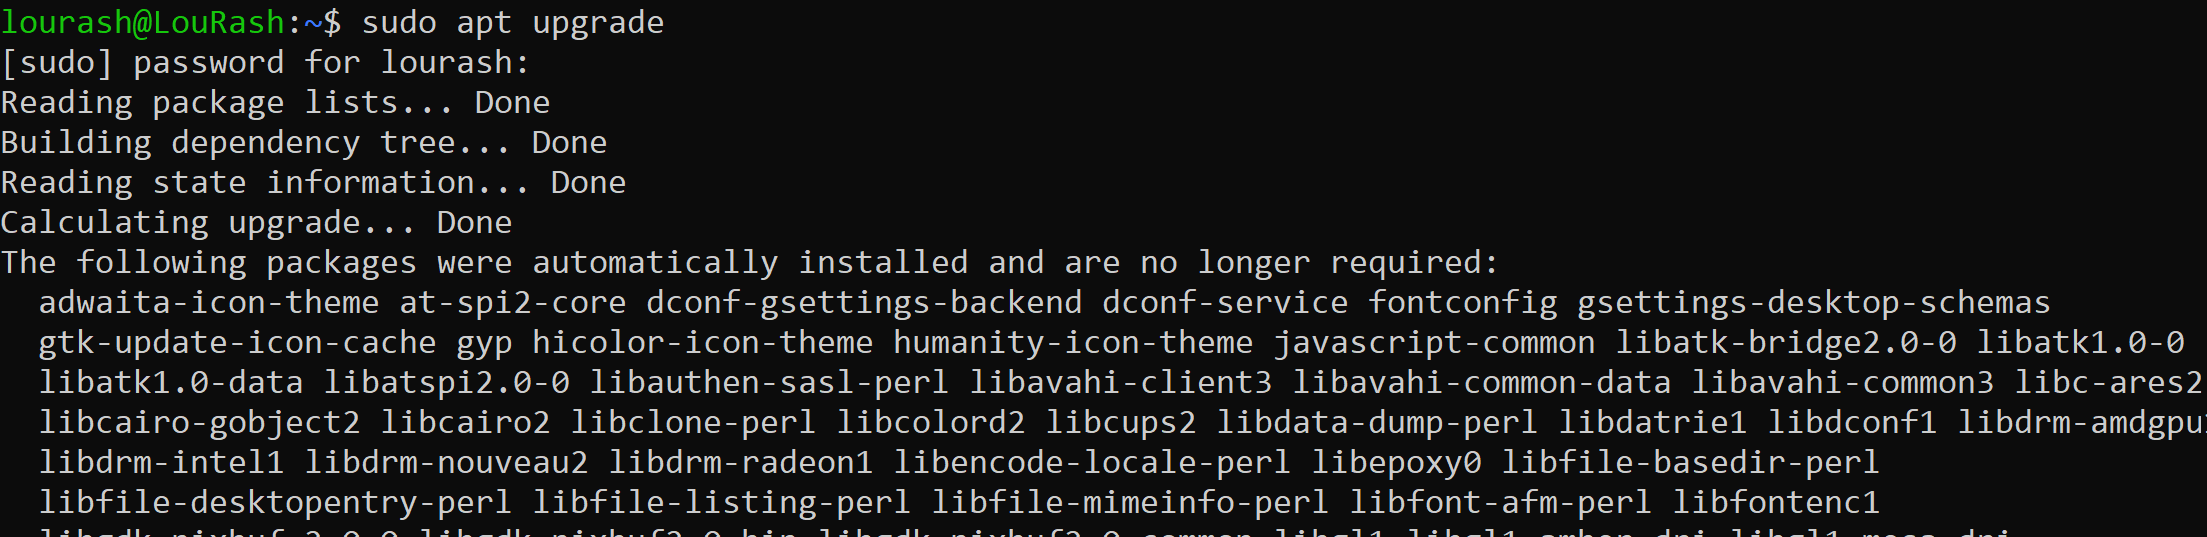 lourash@LouRash:~$ sudo apt upgrade
[sudo] password for lourash:
Reading package lists... Done
Building dependency tree... Done
Reading state information... Done
Calculating upgrade... Done
The following packages were automatically installed and are no longer required:
  adwaita-icon-theme at-spi2-core dconf-gsettings-backend dconf-service fontconfig gsettings-desktop-schemas
  gtk-update-icon-cache gyp hicolor-icon-theme humanity-icon-theme javascript-common libatk-bridge2.0-0 libatk1.0-0
  libatk1.0-data libatspi2.0-0 libauthen-sasl-perl libavahi-client3 libavahi-common-data libavahi-common3 libc-ares2
  libcairo-gobject2 libcairo2 libclone-perl libcolord2 libcups2 libdata-dump-perl libdatrie1 libdconf1 libdrm-amdgpu1
  libdrm-intel1 libdrm-nouveau2 libdrm-radeon1 libencode-locale-perl libepoxy0 libfile-basedir-perl
  libfile-desktopentry-perl libfile-listing-perl libfile-mimeinfo-perl libfont-afm-perl libfontenc1